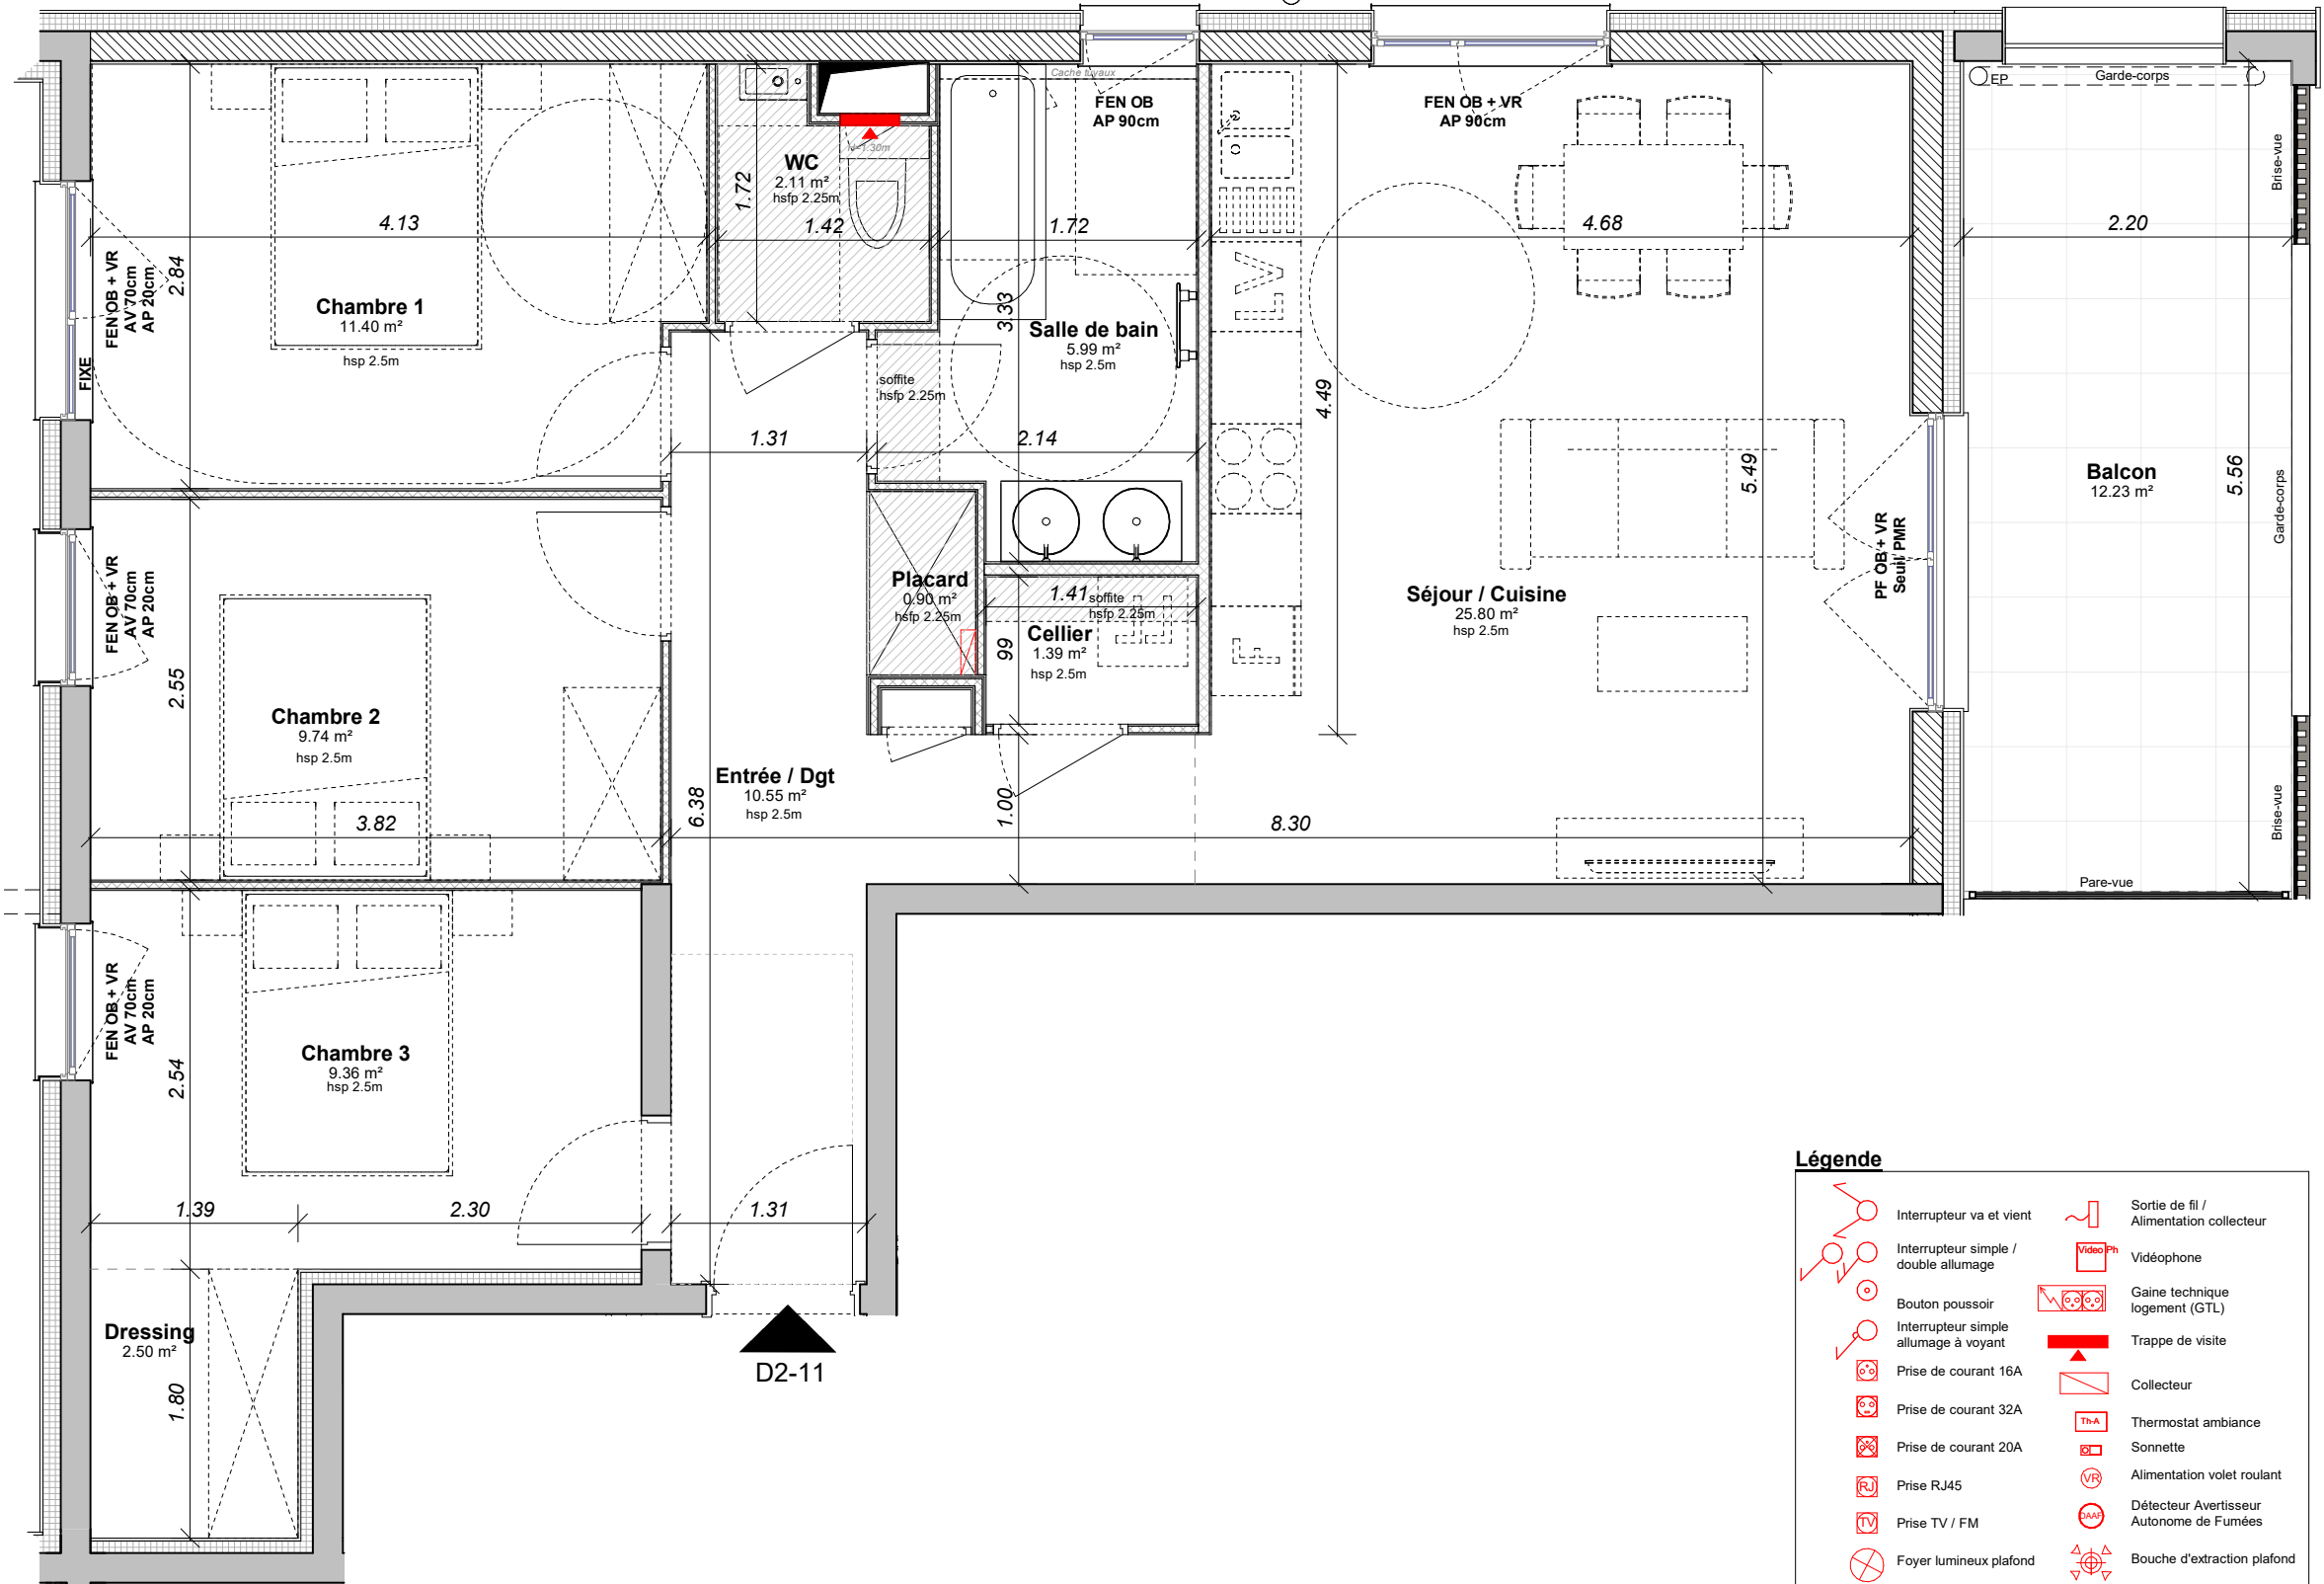 EP
Garde-corps
Cache tuyaux
FEN OB
AP 90cm
FEN OB + VR
AP 90cm
Brise-vue
H=1.30m
WC
2.11 m²
hsfp 2.25m
1.72
4.13
1.42
1.72
4.68
2.20
2.84
FEN OB + VR
AV 70cm
AP 20cm
FIXE
Chambre 1
11.40 m²
hsp 2.5m
LV
3.33
Salle de bain
5.99 m²
hsp 2.5m
soffite
hsfp 2.25m
4.49
1.31
2.14
5.49
Balcon
12.23 m²
5.56
Garde-corps
PF OB + VR
Seuil PMR
FEN OB + VR
AV 70cm
AP 20cm
2.55
Placard
0.90 m²
hsfp 2.25m
1.41
soffite
hsfp 2.25m
LL
Cellier
1.39 m²
hsp 2.5m
99
F
Séjour / Cuisine
25.80 m²
hsp 2.5m
Chambre 2
9.74 m²
hsp 2.5m
Entrée / Dgt
10.55 m²
hsp 2.5m
6.38
1.00
3.82
8.30
Brise-vue
Pare-vue
FEN OB + VR
AV 70cm
AP 20cm
2.54
Chambre 3
9.36 m²
hsp 2.5m
1.39
2.30
1.31
Dressing
2.50 m²
1.80
D2-11
Légende
Interrupteur va et vient
Interrupteur simple /
double allumage
Bouton poussoir
Interrupteur simple
allumage à voyant
Prise de courant 16A
Prise de courant 32A
Prise de courant 20A
RJ
Prise RJ45
TV
Prise TV / FM
Foyer lumineux plafond
Sortie de fil /
Alimentation collecteur
Video Ph
Vidéophone
Gaine technique
logement (GTL)
Trappe de visite
Collecteur
Th-A
Thermostat ambiance
Sonnette
VR
Alimentation volet roulant
DAAF
Détecteur Avertisseur
Autonome de Fumées
Bouche d'extraction plafond